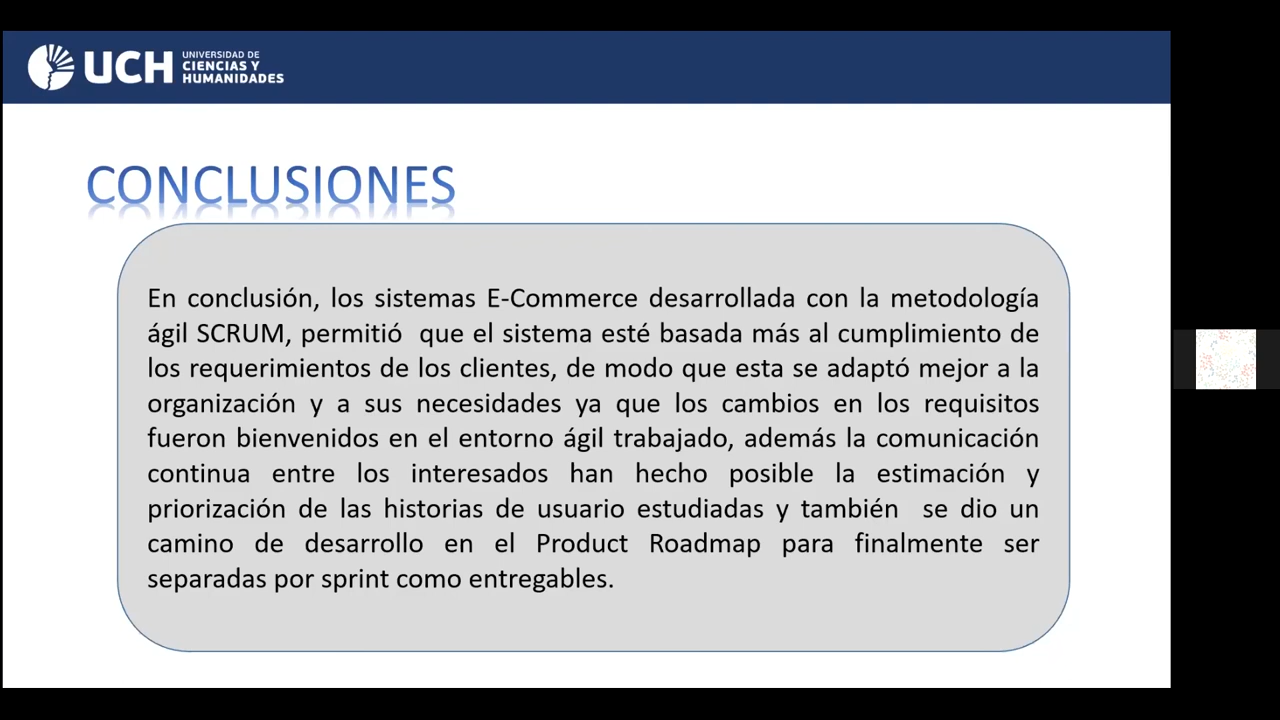 UCH
UNIVERSIDAD DE
CIENCIAS Y
HUMANIDADES
CONCLUSIONES
En conclusión, los sistemas E-Commerce desarrollada con la metodología
ágil SCRUM, permitió  que el sistema esté basada más al cumplimiento de
los requerimientos de los clientes, de modo que esta se adaptó mejor a la
organización y a sus necesidades ya que los cambios en los requisitos
fueron bienvenidos en el entorno ágil trabajado, además la comunicación
continua entre los interesados han hecho posible la estimación y
priorización de las historias de usuario estudiadas y también  se dio un
camino de desarrollo en el Product Roadmap para finalmente ser
separadas por sprint como entregables.